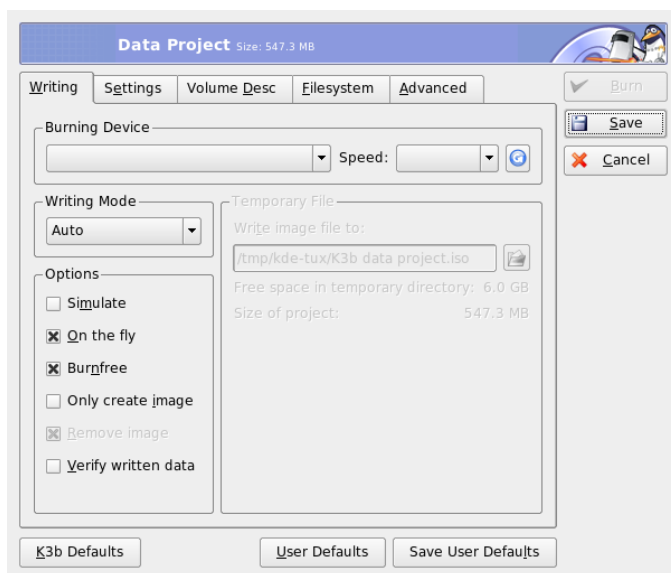 Data Project Size: 547.3 MB
Writing Settings Volume Desc Filesystem Advanced
Burn
Save
Cancel
Burning Device
Speed:
Writing Mode
Auto
Temporary File
Write image file to:
/tmp/kde-tux/K3b data project.iso
Free space in temporary directory: 6.0 GB
Size of project: 547.3 MB
Options
Simulate
On the fly
Burnfree
Only create image
Remove image
Verify written data
K3b Defaults User Defaults Save User Defaults